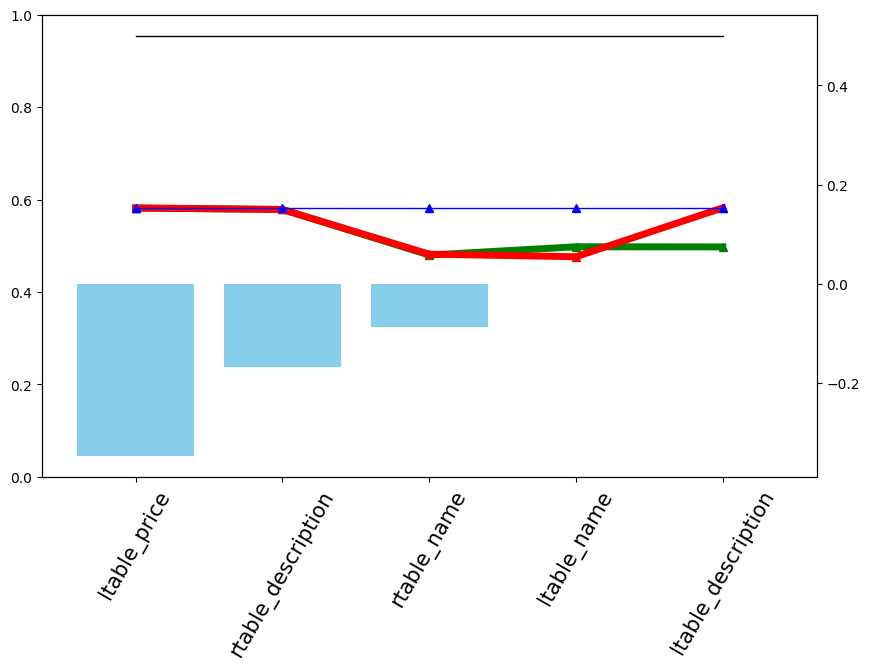 1.0
0.8
0.6
0.4
0.2
0.0
0.4
0.2
0.0
−0.2
ltable_price
rtable_description
rtable_name
ltable_name
ltable_description